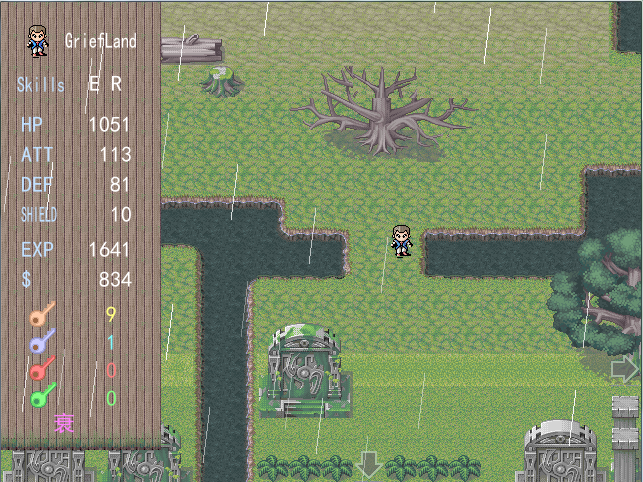 GriefLand
Skills E R
HP 1051
ATT 113
DEF 81
SHIELD 10
EXP 1641
$ 834
9
1
0
0
衰